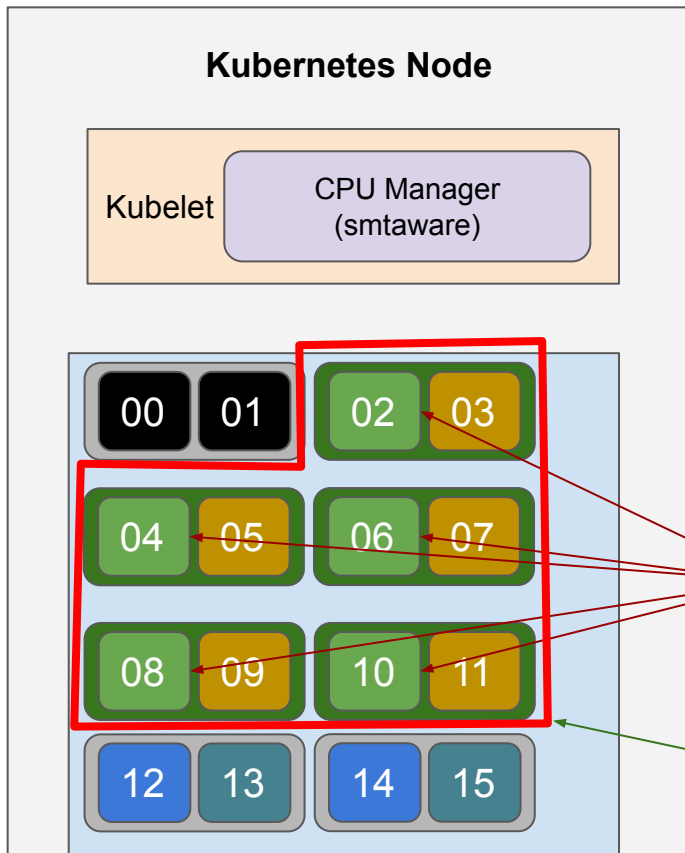 Kubernetes Node
CPU Manager
Kubelet
(smtaware)
00 01 02 03
04 05 06 07
08 09 10 11
12 13 14 15